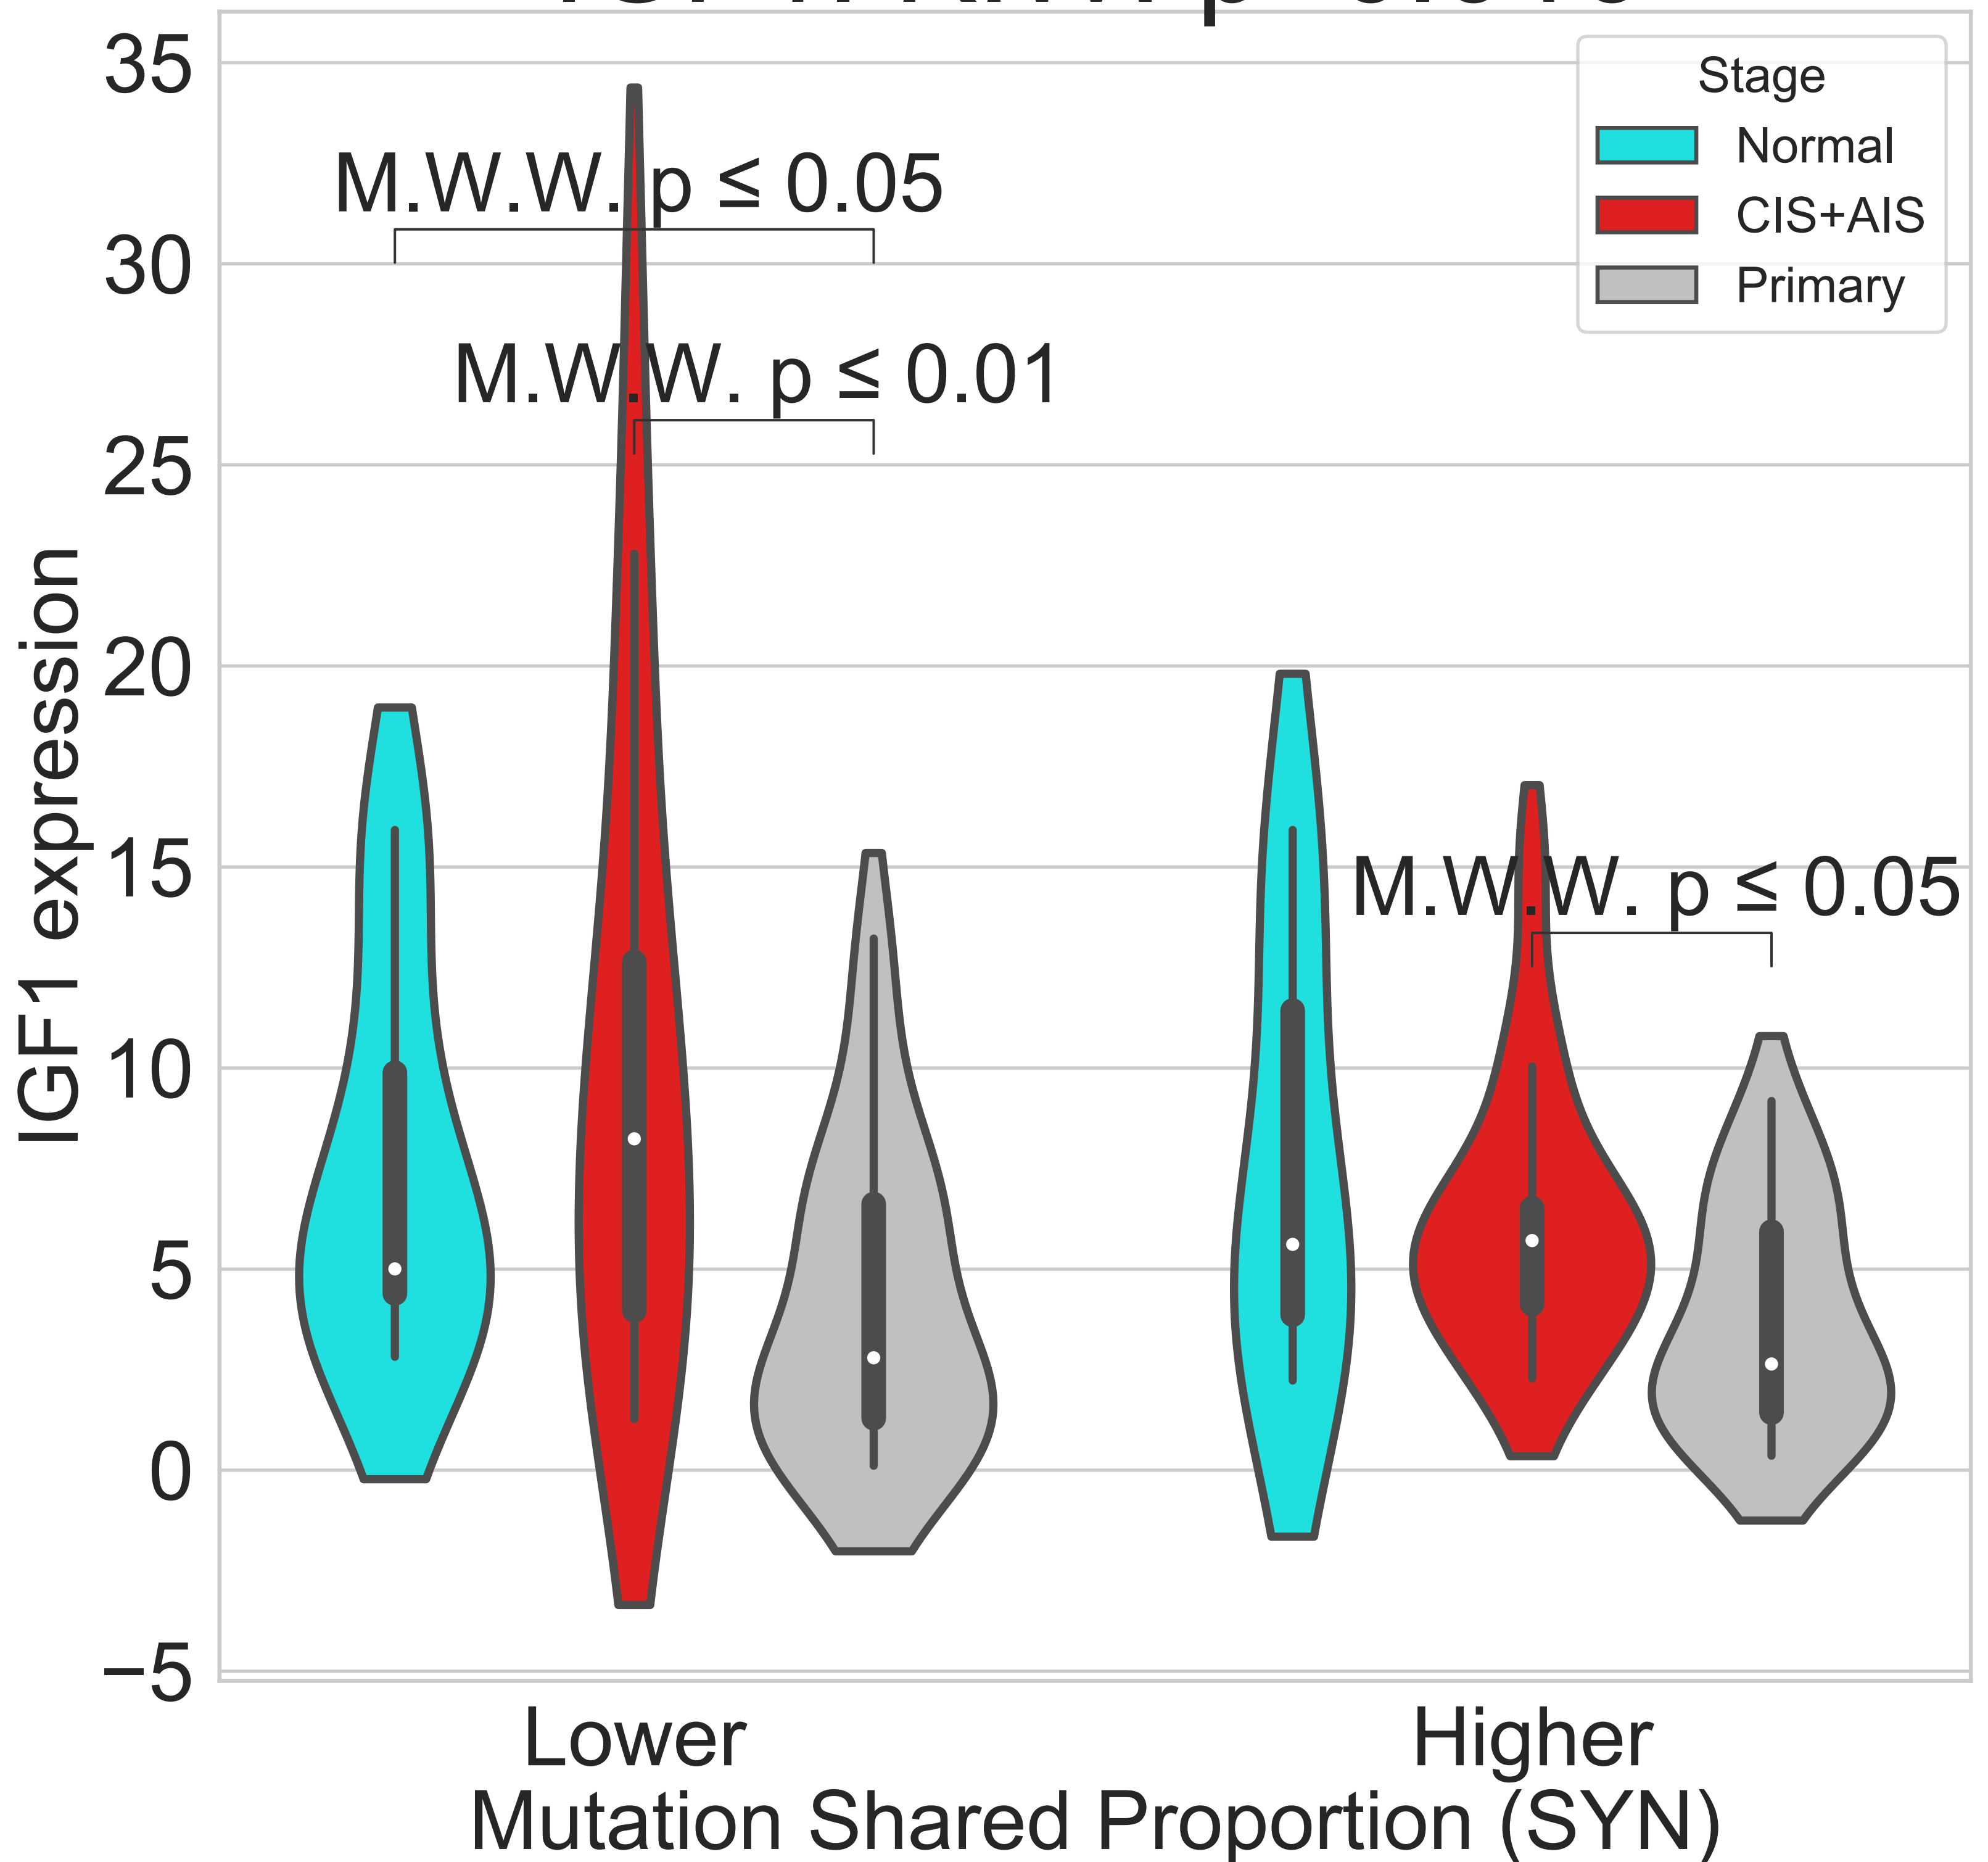 35
30
25
20
15
10
5
0
−5
IGF1 expression
M.W.W. p ≤ 0.05
M.W.W. p ≤ 0.01
M.W.W. p ≤ 0.05
Stage
Normal
CIS+AIS
Primary
Lower
Higher
Mutation Shared Proportion (SYN)